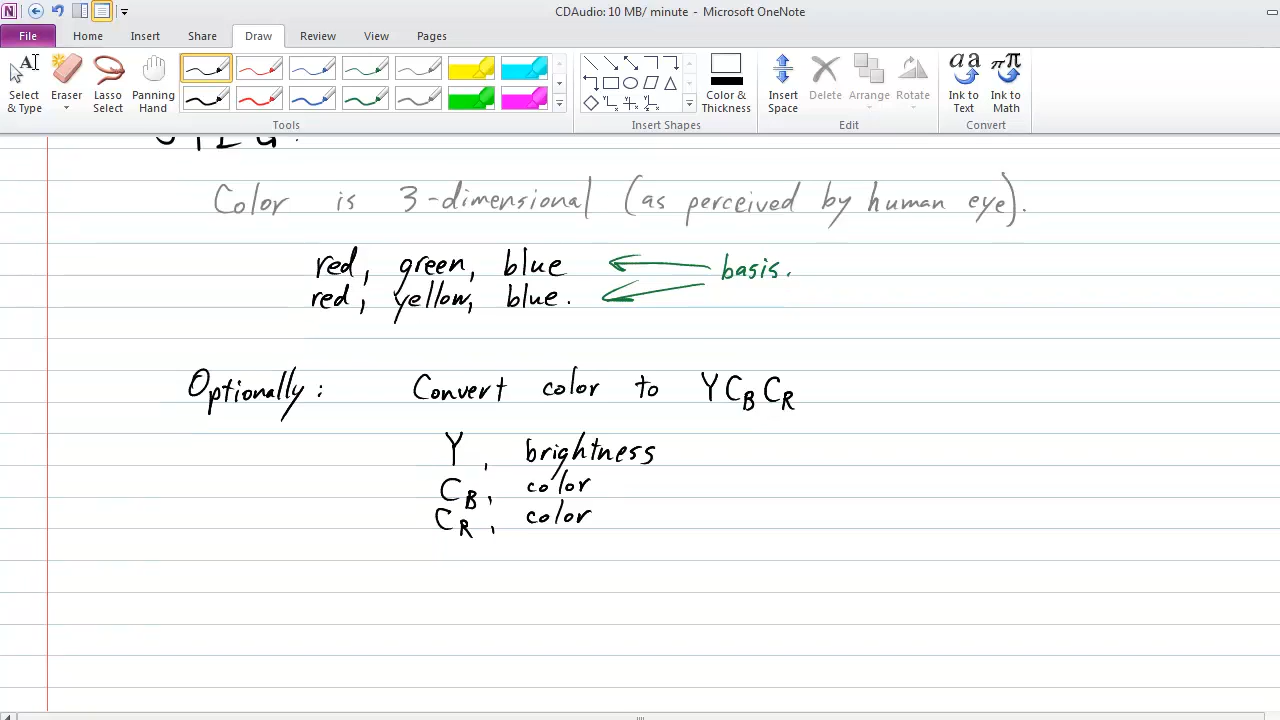 CDAudio: 10 MB/ minute - Microsoft OneNote
File Home Insert Share Draw Review View Pages
Select & Type Eraser Lasso Select Panning Hand Color & Thickness Insert Space Delete Arrange Rotate Ink to Text Ink to Math
Tools Insert Shapes Edit Convert
Color is 3-dimensional (as perceived by human eye).
red, green, blue basis.
red, yellow, blue.
Optionally: Convert color to YCBCR
Y, brightness
CB, color
CR, color